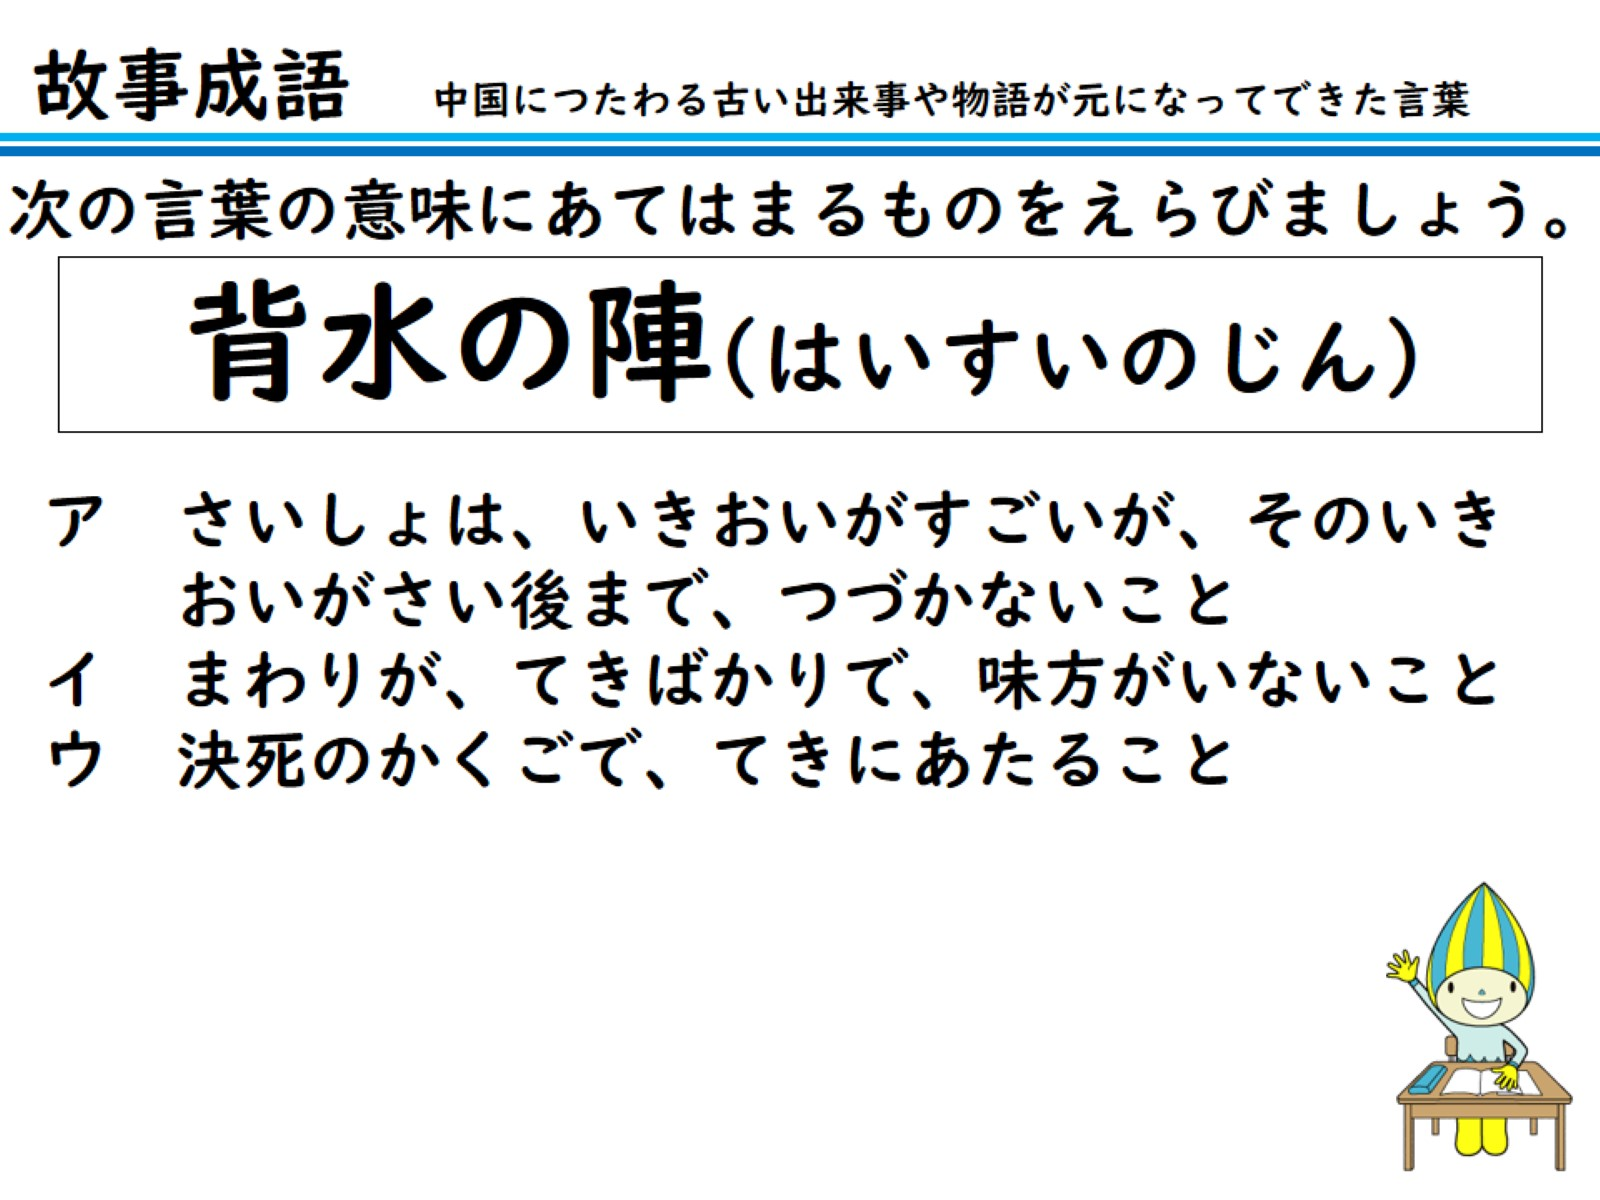 故事成語　中国につたわる古い出来事や物語が元になってできた言葉
次の言葉の意味にあてはまるものをえらびましょう。
背水の陣(はいすいのじん)
ア　さいしょは、いきおいがすごいが、そのいき
おいがさい後まで、つづかないこと
イ　まわりが、てきばかりで、味方がいないこと
ウ　決死のかくごで、てきにあたること